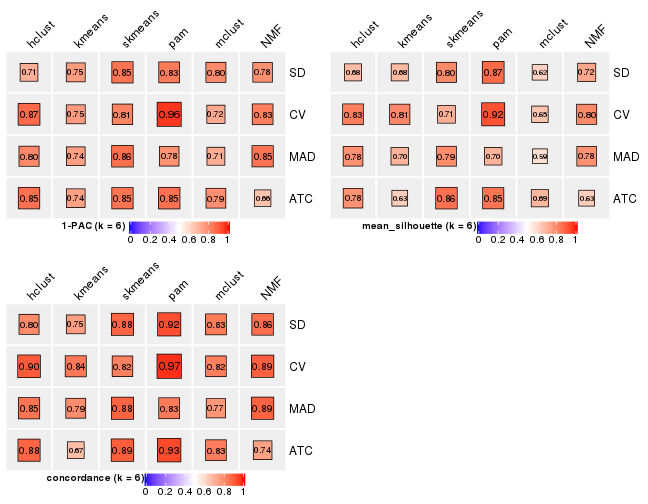 hclust kmeans skmeans pam mclust NMF
0.71 0.75 0.85 0.83 0.80 0.78 SD
0.87 0.75 0.81 0.96 0.72 0.83 CV
0.80 0.74 0.86 0.78 0.71 0.85 MAD
0.85 0.74 0.85 0.85 0.79 0.66 ATC
1-PAC (k = 6)
0 0.2 0.4 0.6 0.8 1
hclust kmeans skmeans pam mclust NMF
0.68 0.68 0.80 0.87 0.62 0.72 SD
0.83 0.81 0.71 0.92 0.65 0.80 CV
0.78 0.70 0.79 0.70 0.59 0.78 MAD
0.78 0.63 0.86 0.85 0.69 0.63 ATC
mean_silhouette (k = 6)
0 0.2 0.4 0.6 0.8 1
hclust kmeans skmeans pam mclust NMF
0.80 0.75 0.88 0.92 0.83 0.86 SD
0.90 0.84 0.82 0.97 0.82 0.89 CV
0.85 0.79 0.88 0.83 0.77 0.89 MAD
0.88 0.67 0.89 0.93 0.83 0.74 ATC
concordance (k = 6)
0 0.2 0.4 0.6 0.8 1